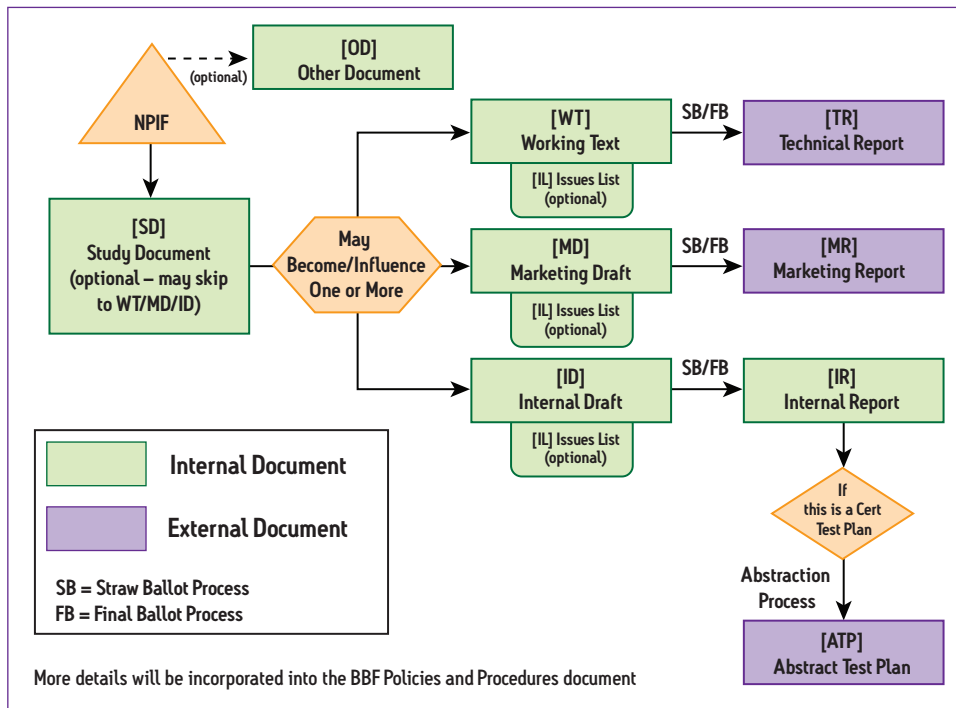 [OD]
Other Document
(optional)
NPIF
[SD]
Study Document
(optional – may skip
to WT/MD/ID)
May
Become/Influence
One or More
[WT]
Working Text
[IL] Issues List
(optional)
SB/FB
[TR]
Technical Report
[MD]
Marketing Draft
[IL] Issues List
(optional)
SB/FB
[MR]
Marketing Report
[ID]
Internal Draft
[IL] Issues List
(optional)
SB/FB
[IR]
Internal Report
If
this is a Cert
Test Plan
Abstraction
Process
[ATP]
Abstract Test Plan
Internal Document
External Document
SB = Straw Ballot Process
FB = Final Ballot Process
More details will be incorporated into the BBF Policies and Procedures document